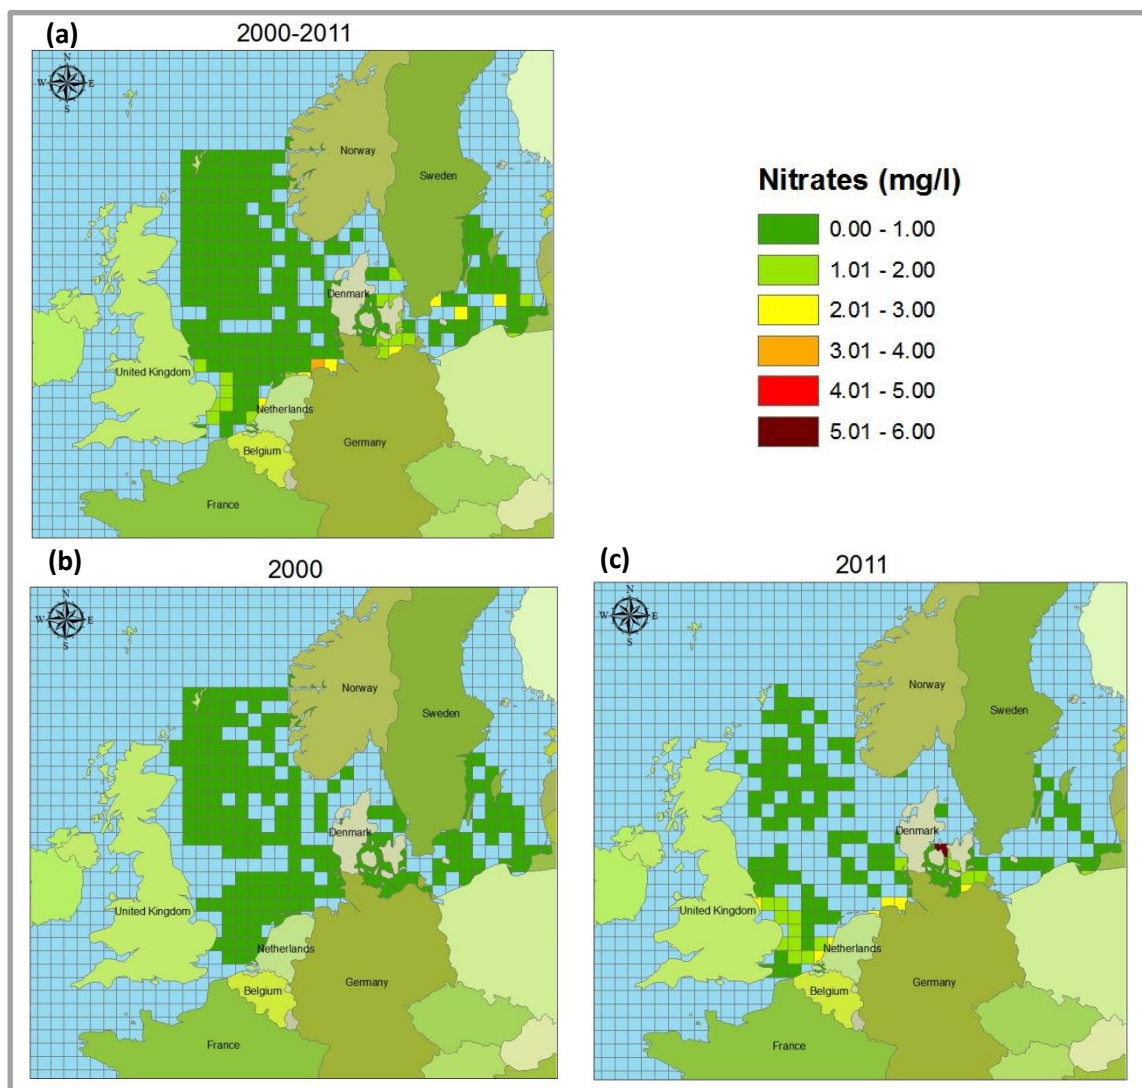 (a)
2000-2011
N
W E
S
Norway
Sweden
Denmark
United Kingdom
Netherlands
Belgium
Germany
France
Nitrates (mg/l)
0.00 - 1.00
1.01 - 2.00
2.01 - 3.00
3.01 - 4.00
4.01 - 5.00
5.01 - 6.00
(b)
2000
N
W E
S
Norway
Sweden
Denmark
United Kingdom
Netherlands
Belgium
Germany
France
(c)
2011
N
W E
S
Norway
Sweden
Denmark
United Kingdom
Netherlands
Belgium
Germany
France